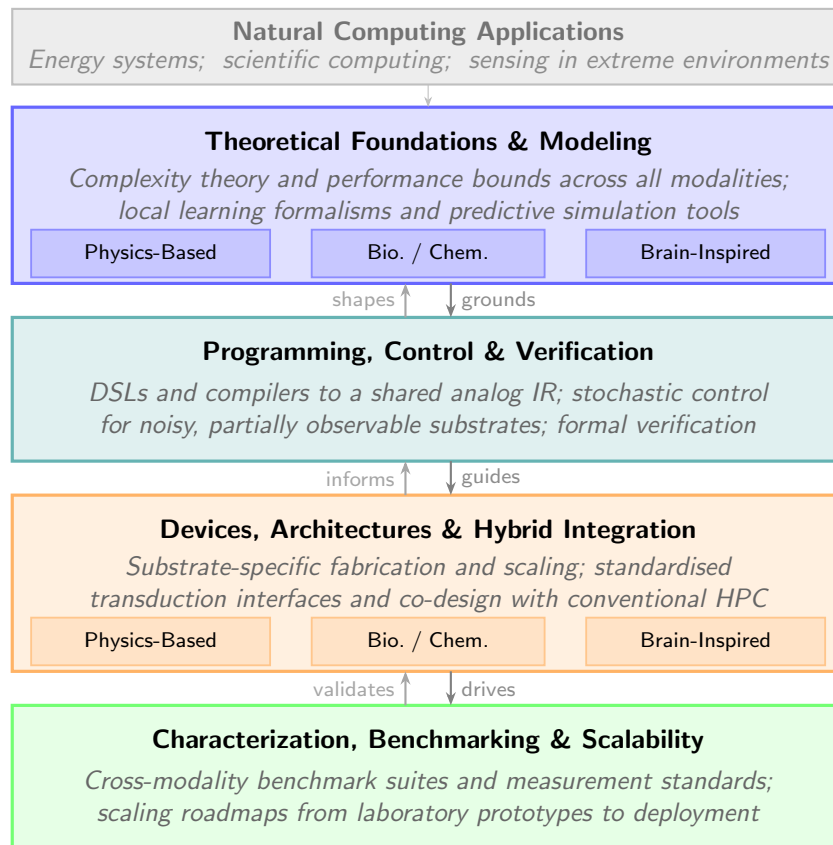 Natural Computing Applications
Energy systems; scientific computing; sensing in extreme environments
Theoretical Foundations & Modeling
Complexity theory and performance bounds across all modalities;
local learning formalisms and predictive simulation tools
Physics-Based
Bio. / Chem.
Brain-Inspired
shapes
grounds
Programming, Control & Verification
DSLs and compilers to a shared analog IR; stochastic control
for noisy, partially observable substrates; formal verification
informs
guides
Devices, Architectures & Hybrid Integration
Substrate-specific fabrication and scaling; standardised
transduction interfaces and co-design with conventional HPC
Physics-Based
Bio. / Chem.
Brain-Inspired
validates
drives
Characterization, Benchmarking & Scalability
Cross-modality benchmark suites and measurement standards;
scaling roadmaps from laboratory prototypes to deployment